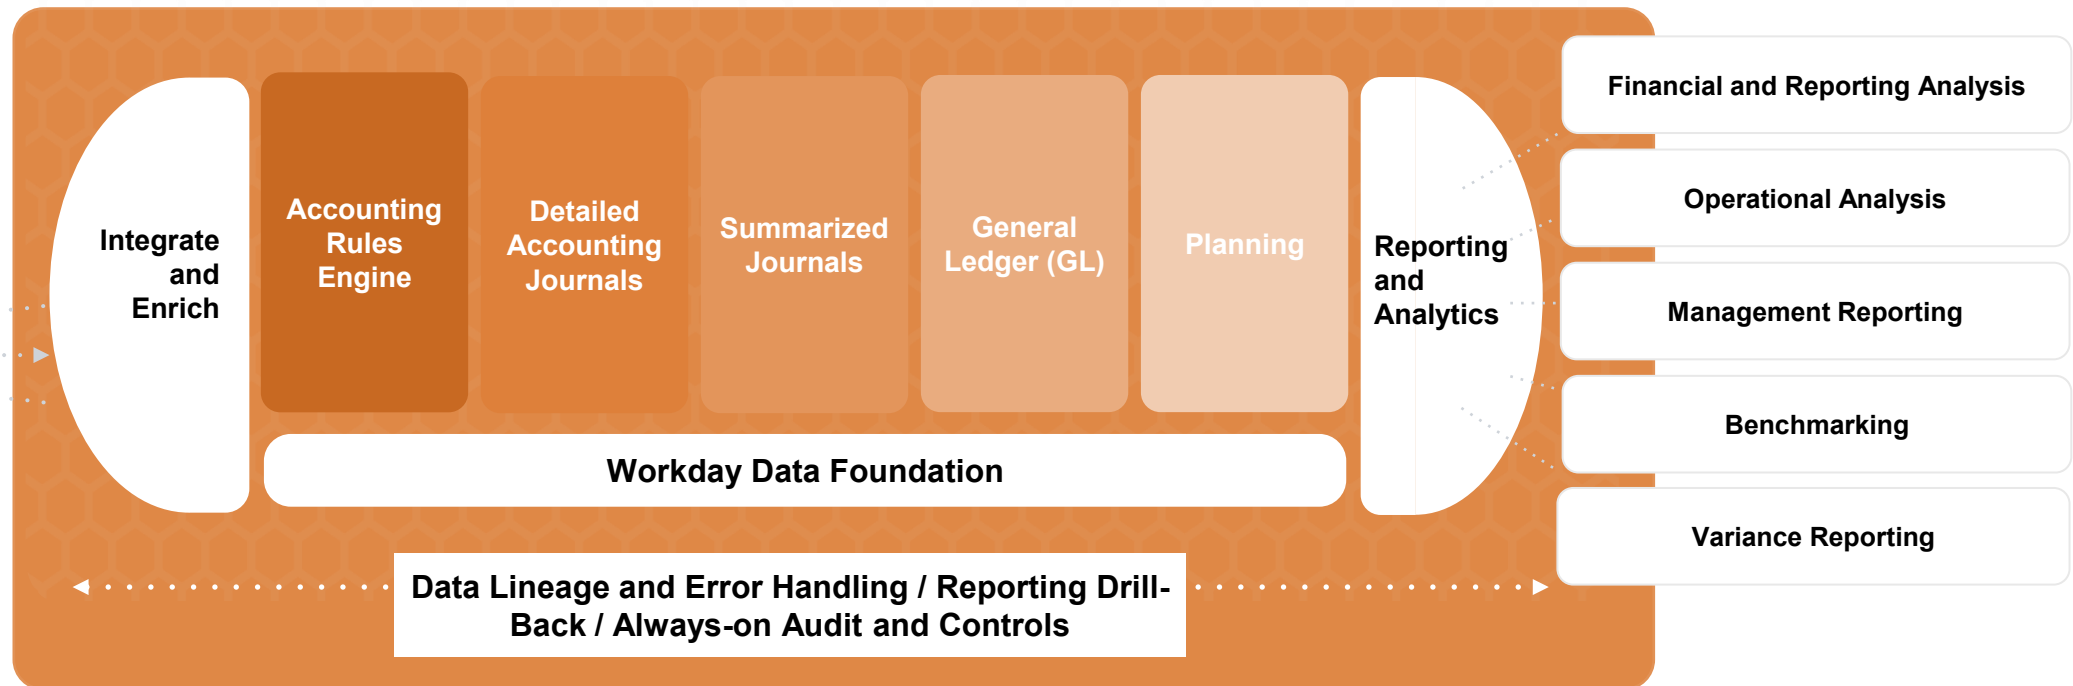 Integrate
and
Enrich
Accounting
Rules
Engine
Detailed
Accounting
Journals
Summarized
Journals
General
Ledger (GL)
Planning
Reporting
and
Analytics
Workday Data Foundation
Data Lineage and Error Handling / Reporting Drill-
Back / Always-on Audit and Controls
Financial and Reporting Analysis
Operational Analysis
Management Reporting
Benchmarking
Variance Reporting